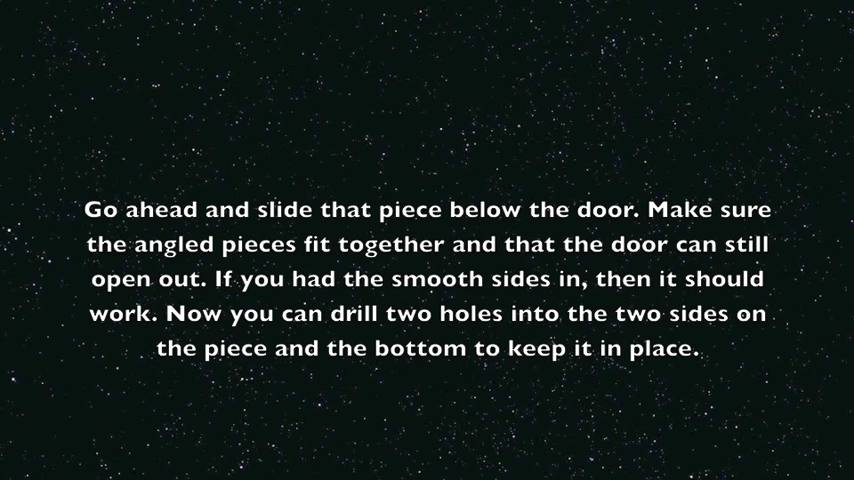 Go ahead and slide that piece below the door. Make sure
the angled pieces fit together and that the door can still
open out. If you had the smooth sides in, then it should
work. Now you can drill two holes into the two sides on
the piece and the bottom to keep it in place.